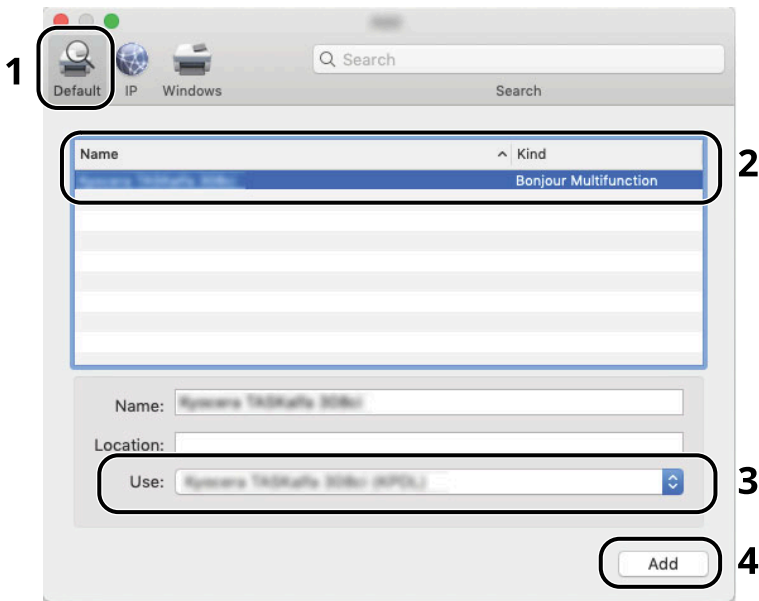 1
Default IP Windows
Search
Search
Name Kind
2
Bonjour Multifunction
Name:
Location:
Use:
3
Add
4